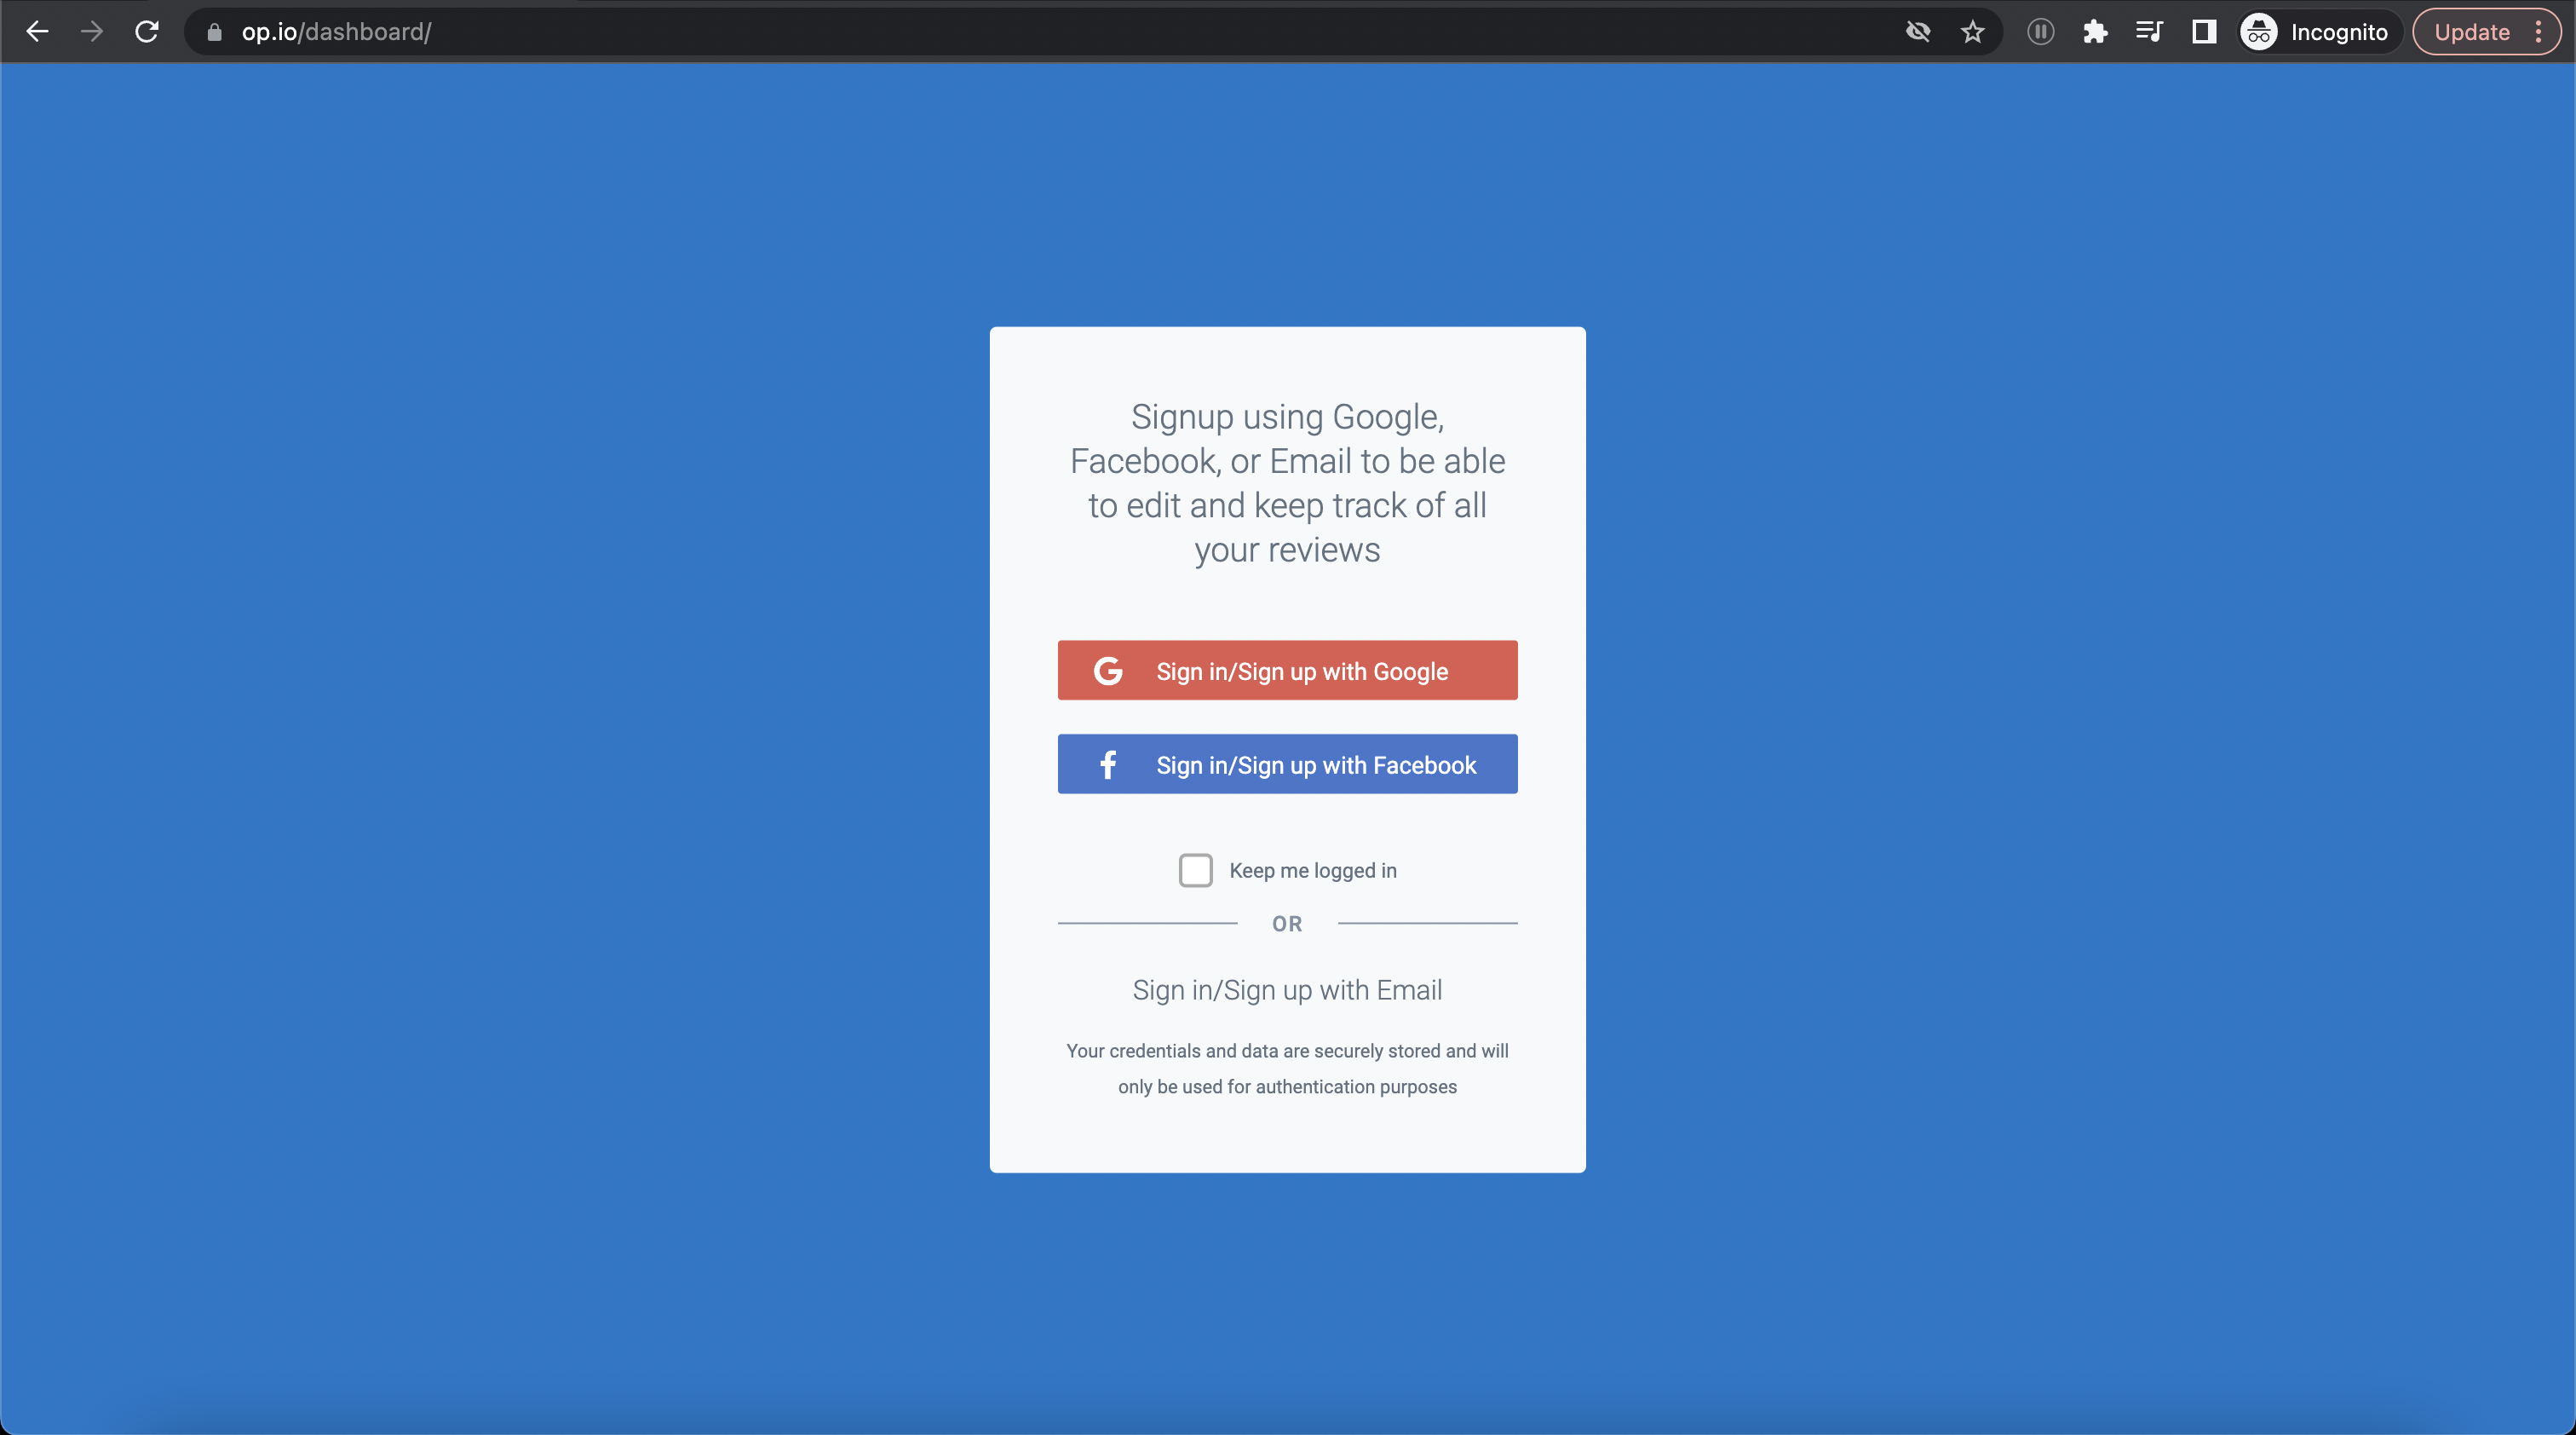 op.io/dashboard/
Incognito
Update
Signup using Google,
Facebook, or Email to be able
to edit and keep track of all
your reviews
G Sign in/Sign up with Google
f Sign in/Sign up with Facebook
Keep me logged in
OR
Sign in/Sign up with Email
Your credentials and data are securely stored and will
only be used for authentication purposes